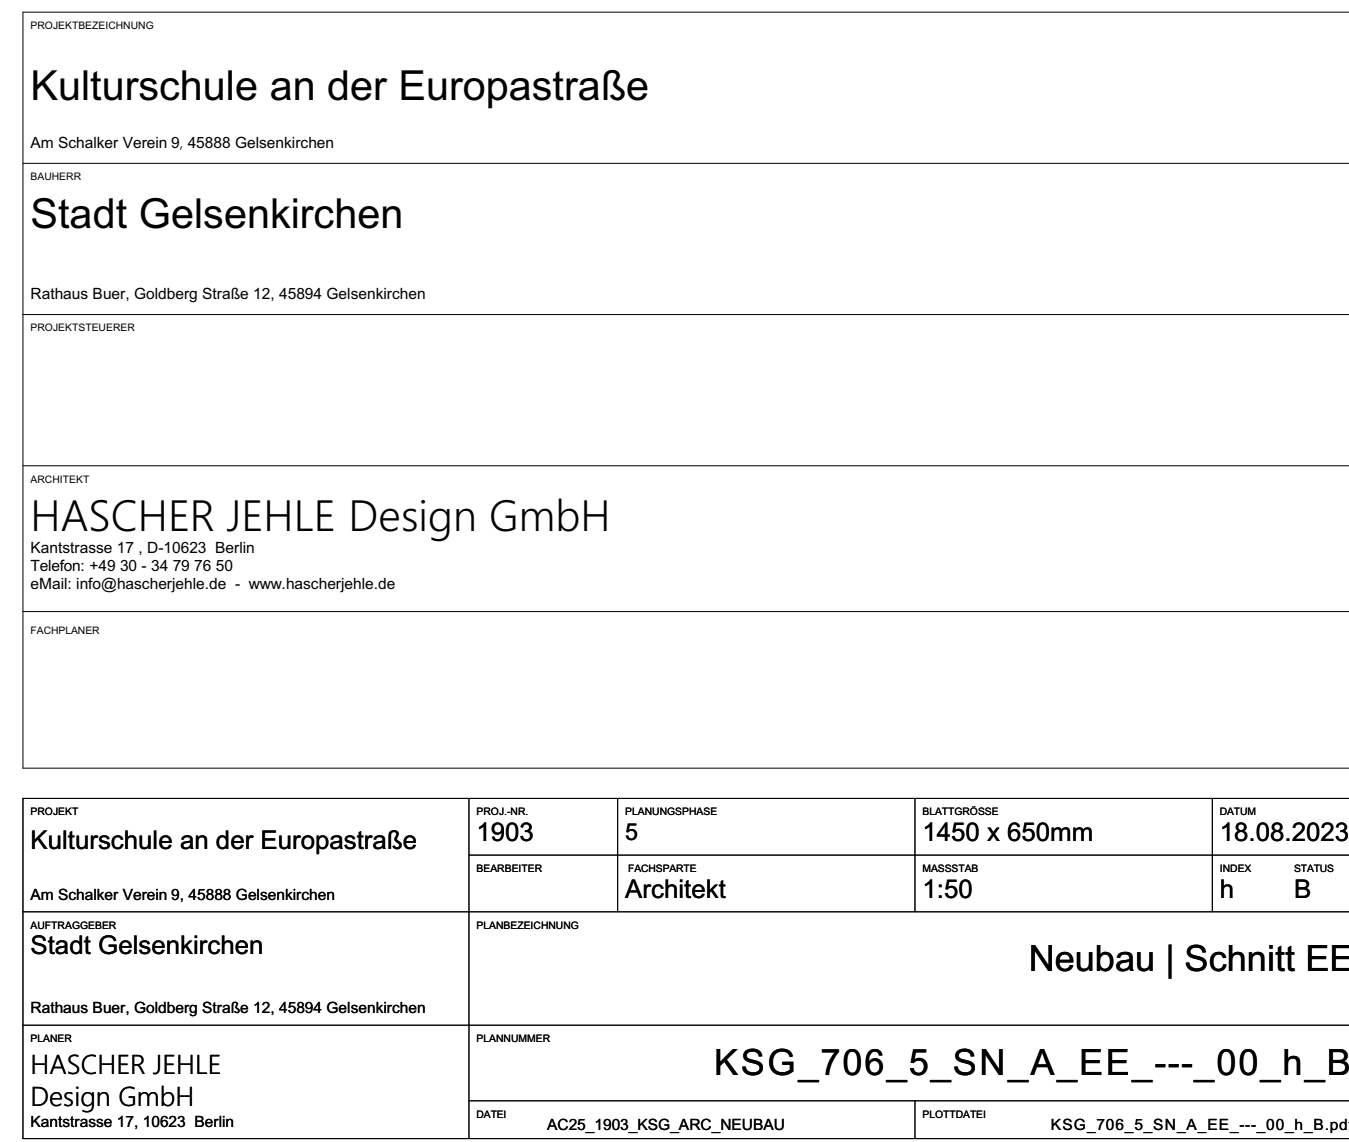 PROJEKTBEZEICHNUNG
Kulturschule an der Europastraße
Am Schalker Verein 9, 45888 Gelsenkirchen
BAUHERR
Stadt Gelsenkirchen
Rathaus Buer, Goldberg Straße 12, 45894 Gelsenkirchen
PROJEKTSTEUERER
ARCHITEKT
HASCHER JEHLE Design GmbH
Kantstrasse 17 , D-10623  Berlin
Telefon: +49 30 - 34 79 76 50
eMail: info@hascherjehle.de  -  www.hascherjehle.de
FACHPLANER
PROJEKT
Kulturschule an der Europastraße
Am Schalker Verein 9, 45888 Gelsenkirchen
PROJ.-NR.
1903
PLANUNGSPHASE
5
BLATTGRÖSSE
1450 x 650mm
DATUM
18.08.2023
BEARBEITER
FACHSPARTE
Architekt
MASSSTAB
1:50
INDEX
h
STATUS
B
AUFTRAGGEBER
Stadt Gelsenkirchen
Rathaus Buer, Goldberg Straße 12, 45894 Gelsenkirchen
PLANBEZEICHNUNG
Neubau | Schnitt EE
PLANER
HASCHER JEHLE
Design GmbH
Kantstrasse 17, 10623  Berlin
PLANNUMMER
KSG_706_5_SN_A_EE_---_00_h_B
DATEI
AC25_1903_KSG_ARC_NEUBAU
PLOTTDATEI
KSG_706_5_SN_A_EE_---_00_h_B.pdf